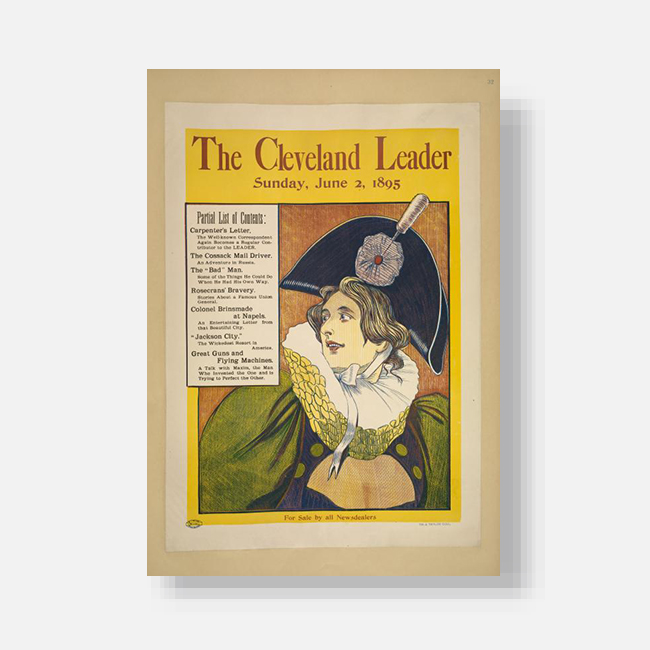 The Cleveland Leader
Sunday, June 2, 1895
Partial List of Contents:
Carpenter's Letter,
The Well-known Correspondent
Again Becomes a Regular Con-
tributor to the LEADER.
The Cossack Mail Driver.
An Adventure in Russia.
The "Bad" Man.
Some of the Things He Could Do
When He Had His Own Way.
Rosecrans' Bravery.
Stories About a Famous Union
General.
Colonel Brinsmade
at Napels.
An Entertaining Letter from
that Beautiful City.
"Jackson City."
The Wickedest Resort in
America.
Great Guns and
Flying Machines.
A Talk with Maxim, the Man
Who Invented the One and is
Trying to Perfect the Other.
For Sale by all Newsdealers